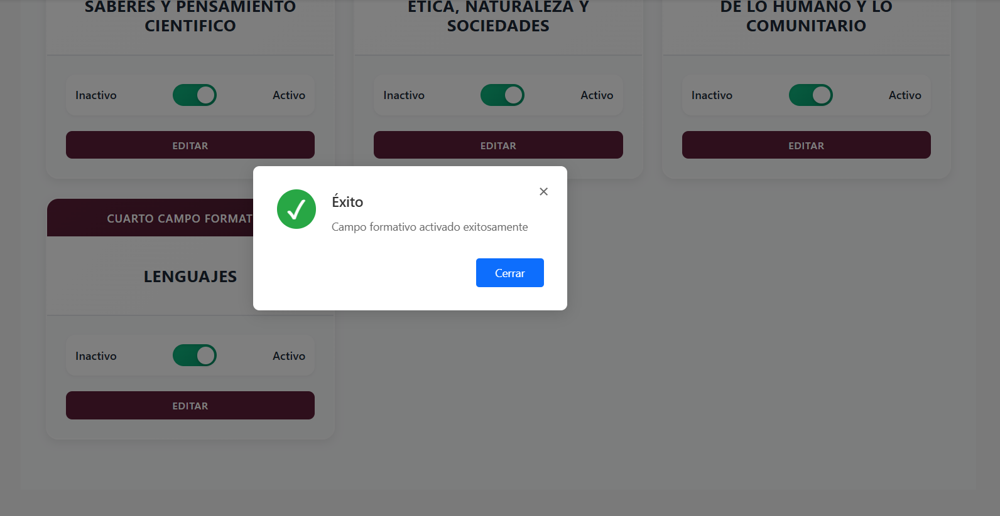 SABERES Y PENSAMIENTO
CIENTIFICO
Inactivo
Activo
EDITAR
ETICA, NATURALEZA Y
SOCIEDADES
Inactivo
Activo
EDITAR
DE LO HUMANO Y LO
COMUNITARIO
Inactivo
Activo
EDITAR
CUARTO CAMPO FORMAT
LENGUAJES
Inactivo
Activo
EDITAR
Éxito
Campo formativo activado exitosamente
Cerrar